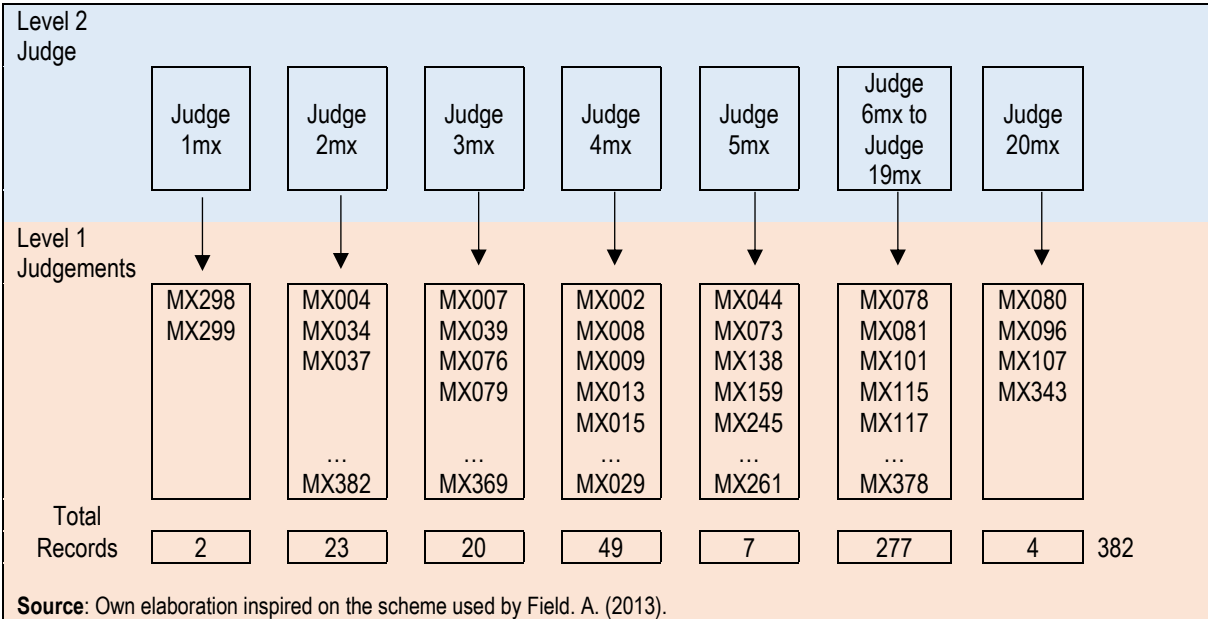 Level 2
Judge
Judge
1mx
Judge
2mx
Judge
3mx
Judge
4mx
Judge
5mx
Judge
6mx to
Judge
19mx
Judge
20mx
Level 1
Judgements
MX298
MX299
MX004
MX034
MX037
…
MX382
MX007
MX039
MX076
MX079
…
MX369
MX002
MX008
MX009
MX013
MX015
…
MX029
MX044
MX073
MX138
MX159
MX245
…
MX261
MX078
MX081
MX101
MX115
MX117
…
MX378
MX080
MX096
MX107
MX343
Total
Records
2
23
20
49
7
277
4
382
Source: Own elaboration inspired on the scheme used by Field. A. (2013).